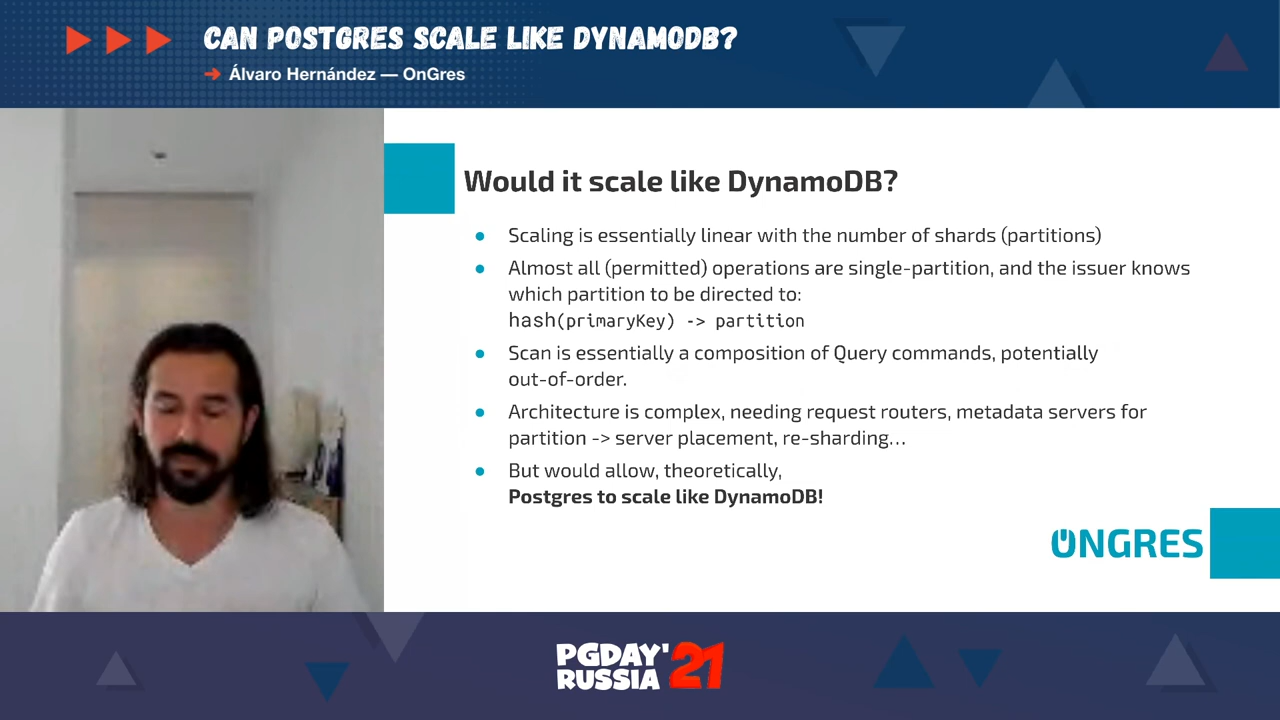 CAN POSTGRES SCALE LIKE DYNAMODB?
Álvaro Hernández — OnGres
Would it scale like DynamoDB?
● Scaling is essentially linear with the number of shards (partitions)
● Almost all (permitted) operations are single-partition, and the issuer knows
which partition to be directed to:
hash(primaryKey) -> partition
● Scan is essentially a composition of Query commands, potentially
out-of-order.
● Architecture is complex, needing request routers, metadata servers for
partition -> server placement, re-sharding…
● But would allow, theoretically,
Postgres to scale like DynamoDB!
ONGRES
PGDAY'21
RUSSIA